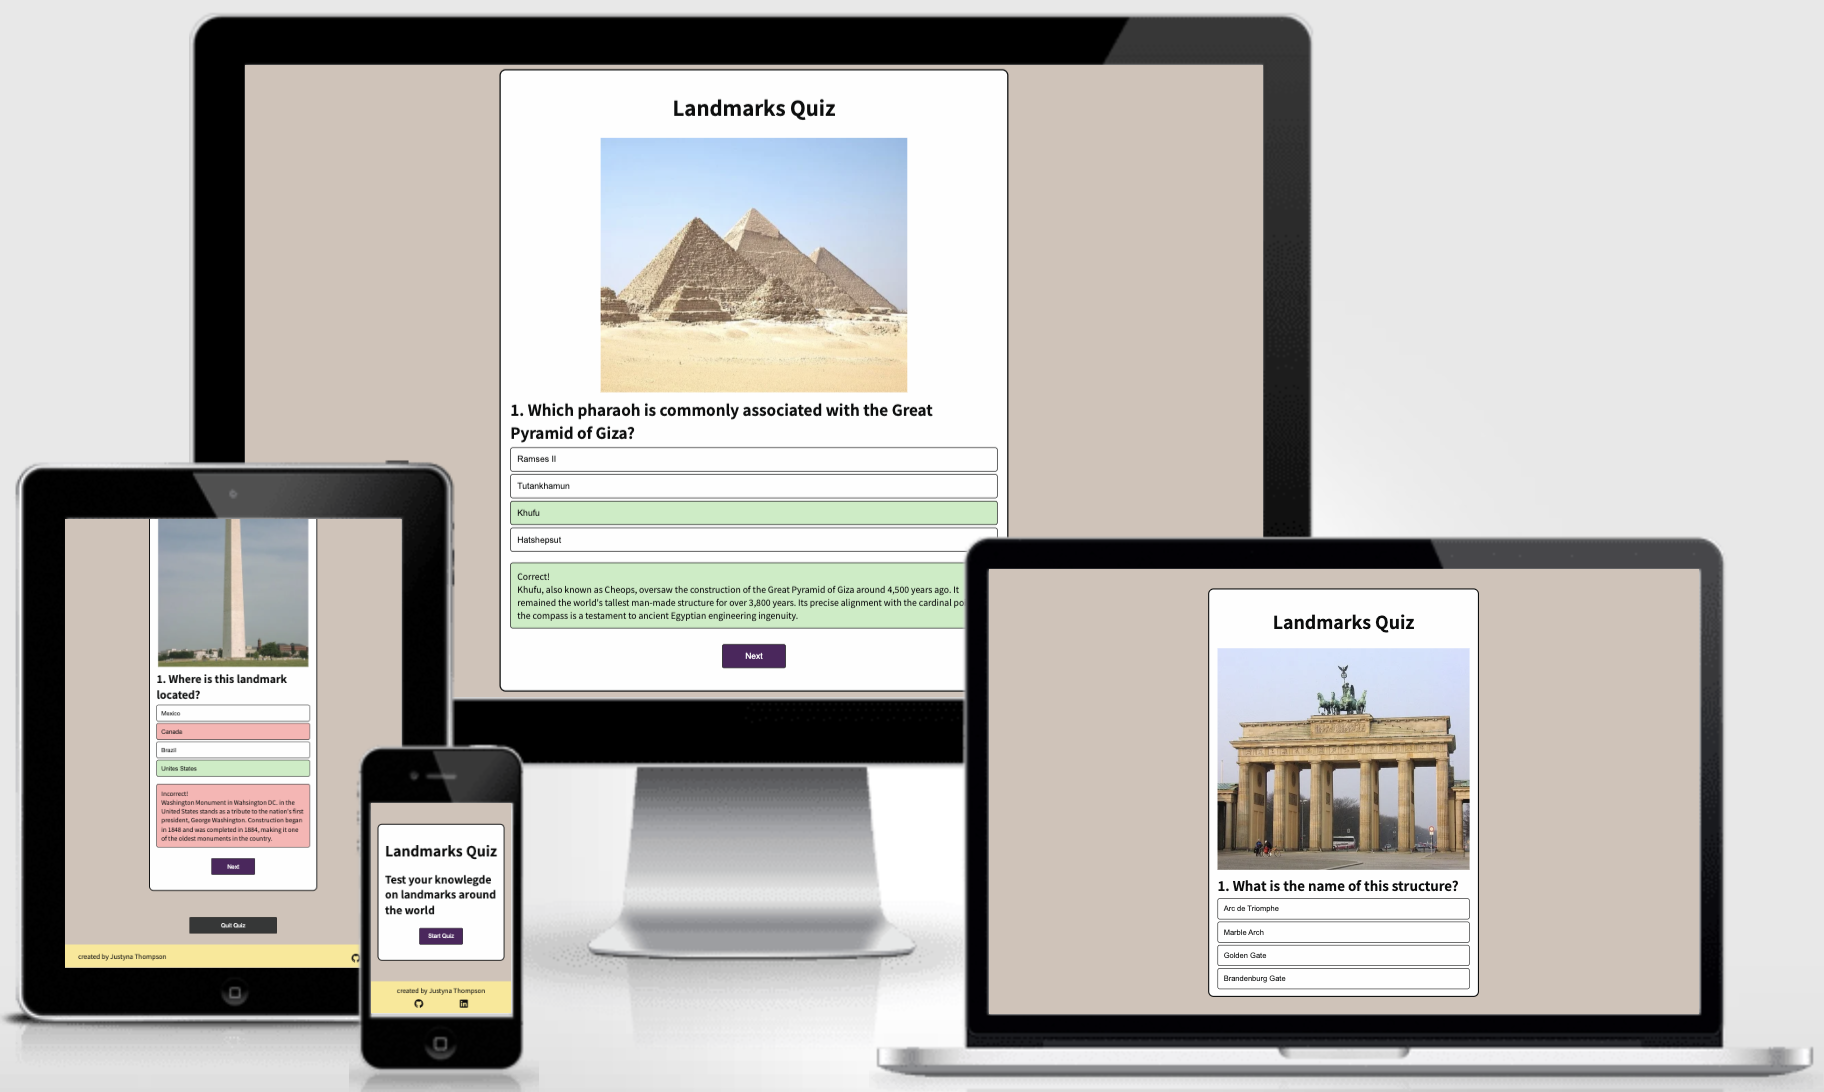 Landmarks Quiz
1. Which pharaoh is commonly associated with the Great
Pyramid of Giza?
Ramses II
Tutankhamun
Khufu
Hatshepsut
Correct!
Khufu, also known as Cheops, oversaw the construction of the Great Pyramid of Giza around 4,500 years ago. It
remained the world's tallest man-made structure for over 3,800 years. Its precise alignment with the cardinal po
the compass is a testament to ancient Egyptian engineering ingenuity.
Next
1. Where is this landmark
located?
Mexico
Canada
Brazil
Unites States
Incorrect!
Washington Monument in Wahsington DC. in the
United States stands as a tribute to the nation's first
president, George Washington. Construction began
in 1848 and was completed in 1884, making it one
of the oldest monuments in the country.
Next
Quit Quiz
created by Justyna Thompson
Landmarks Quiz
Test your knowlegde
on landmarks around
the world
Start Quiz
created by Justyna Thompson
Landmarks Quiz
1. What is the name of this structure?
Arc de Triomphe
Marble Arch
Golden Gate
Brandenburg Gate